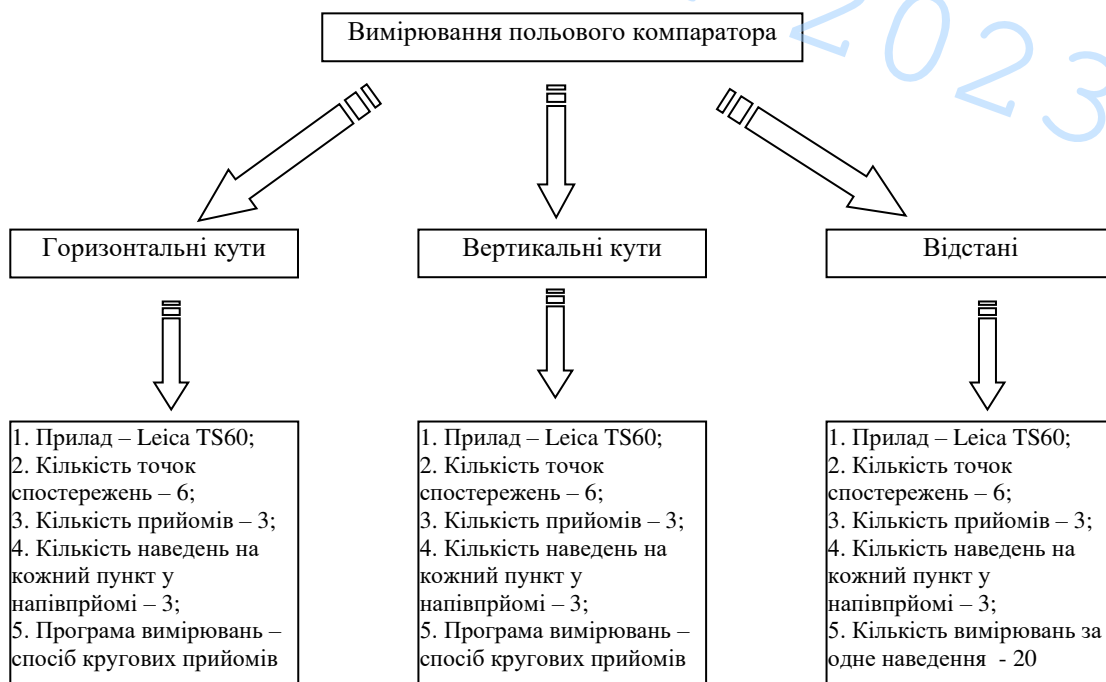 2023
Вимірювання польового компаратора
Горизонтальні кути
Вертикальні кути
Відстані
1. Прилад – Leica TS60;
2. Кількість точок
спостережень – 6;
3. Кількість прийомів – 3;
4. Кількість наведень на
кожний пункт у
напівпрйомі – 3;
5. Програма вимірювань –
спосіб кругових прийомів
1. Прилад – Leica TS60;
2. Кількість точок
спостережень – 6;
3. Кількість прийомів – 3;
4. Кількість наведень на
кожний пункт у
напівпрйомі – 3;
5. Програма вимірювань –
спосіб кругових прийомів
1. Прилад – Leica TS60;
2. Кількість точок
спостережень – 6;
3. Кількість прийомів – 3;
4. Кількість наведень на
кожний пункт у
напівпрйомі – 3;
5. Кількість вимірювань за
одне наведення - 20